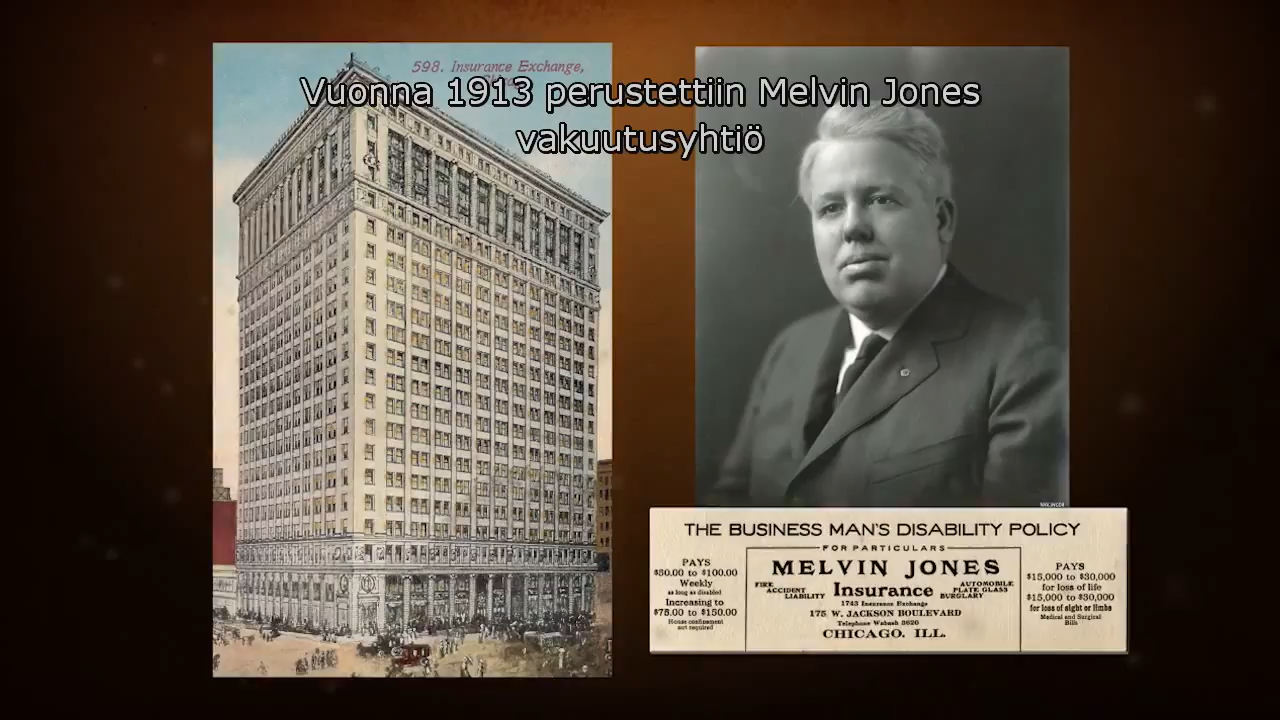 598. Insurance Exchange,
Vuonna 1913 perustettiin Melvin Jones
vakuutusyhtiö
THE BUSINESS MAN'S DISABILITY POLICY
FOR PARTICULARS
MELVIN JONES
FIRE
ACCIDENT
LIABILITY
Insurance
AUTOMOBILE
PLATE GLASS
BURGLARY
1743 Insurance Exchange
175 W. JACKSON BOULEVARD
Telephone Wabash 3620
CHICAGO. ILL.
PAYS
$50.00 to $100.00
Weekly
as long as disabled
Increasing to
$75.00 to $150.00
House confinement
not required
PAYS
$15,000 to $30,000
for loss of life
$15,000 to $30,000
for loss of sight or limbs
Medical and Surgical
Bills